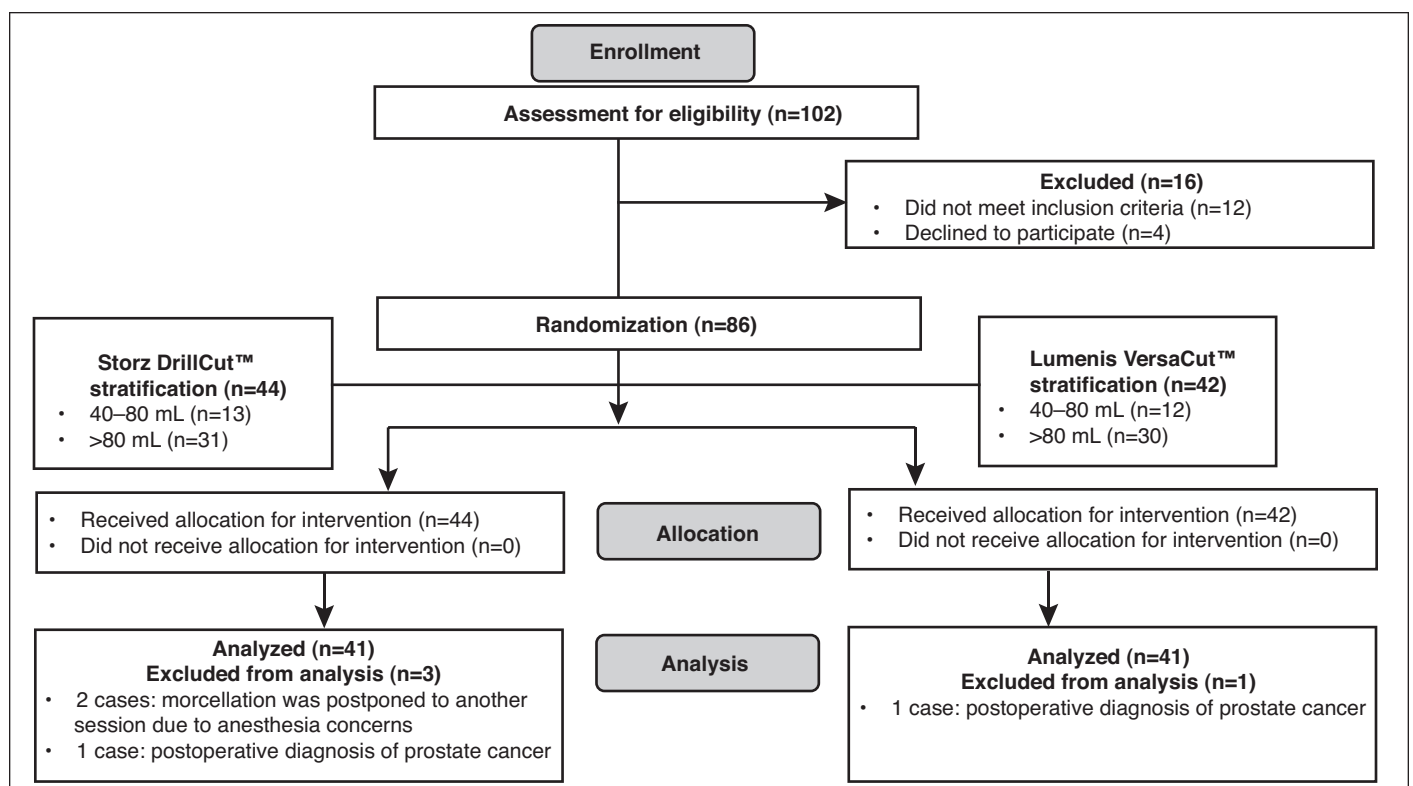 Enrollment
Assessment for eligibility (n=102)
Excluded (n=16)
• Did not meet inclusion criteria (n=12)
• Declined to participate (n=4)
Randomization (n=86)
Storz DrillCut™
stratification (n=44)
• 40–80 mL (n=13)
• >80 mL (n=31)
Lumenis VersaCut™
stratification (n=42)
• 40–80 mL (n=12)
• >80 mL (n=30)
• Received allocation for intervention (n=44)
• Did not receive allocation for intervention (n=0)
Allocation
• Received allocation for intervention (n=42)
• Did not receive allocation for intervention (n=0)
Analyzed (n=41)
Excluded from analysis (n=3)
• 2 cases: morcellation was postponed to another
session due to anesthesia concerns
• 1 case: postoperative diagnosis of prostate cancer
Analysis
Analyzed (n=41)
Excluded from analysis (n=1)
• 1 case: postoperative diagnosis of prostate cancer